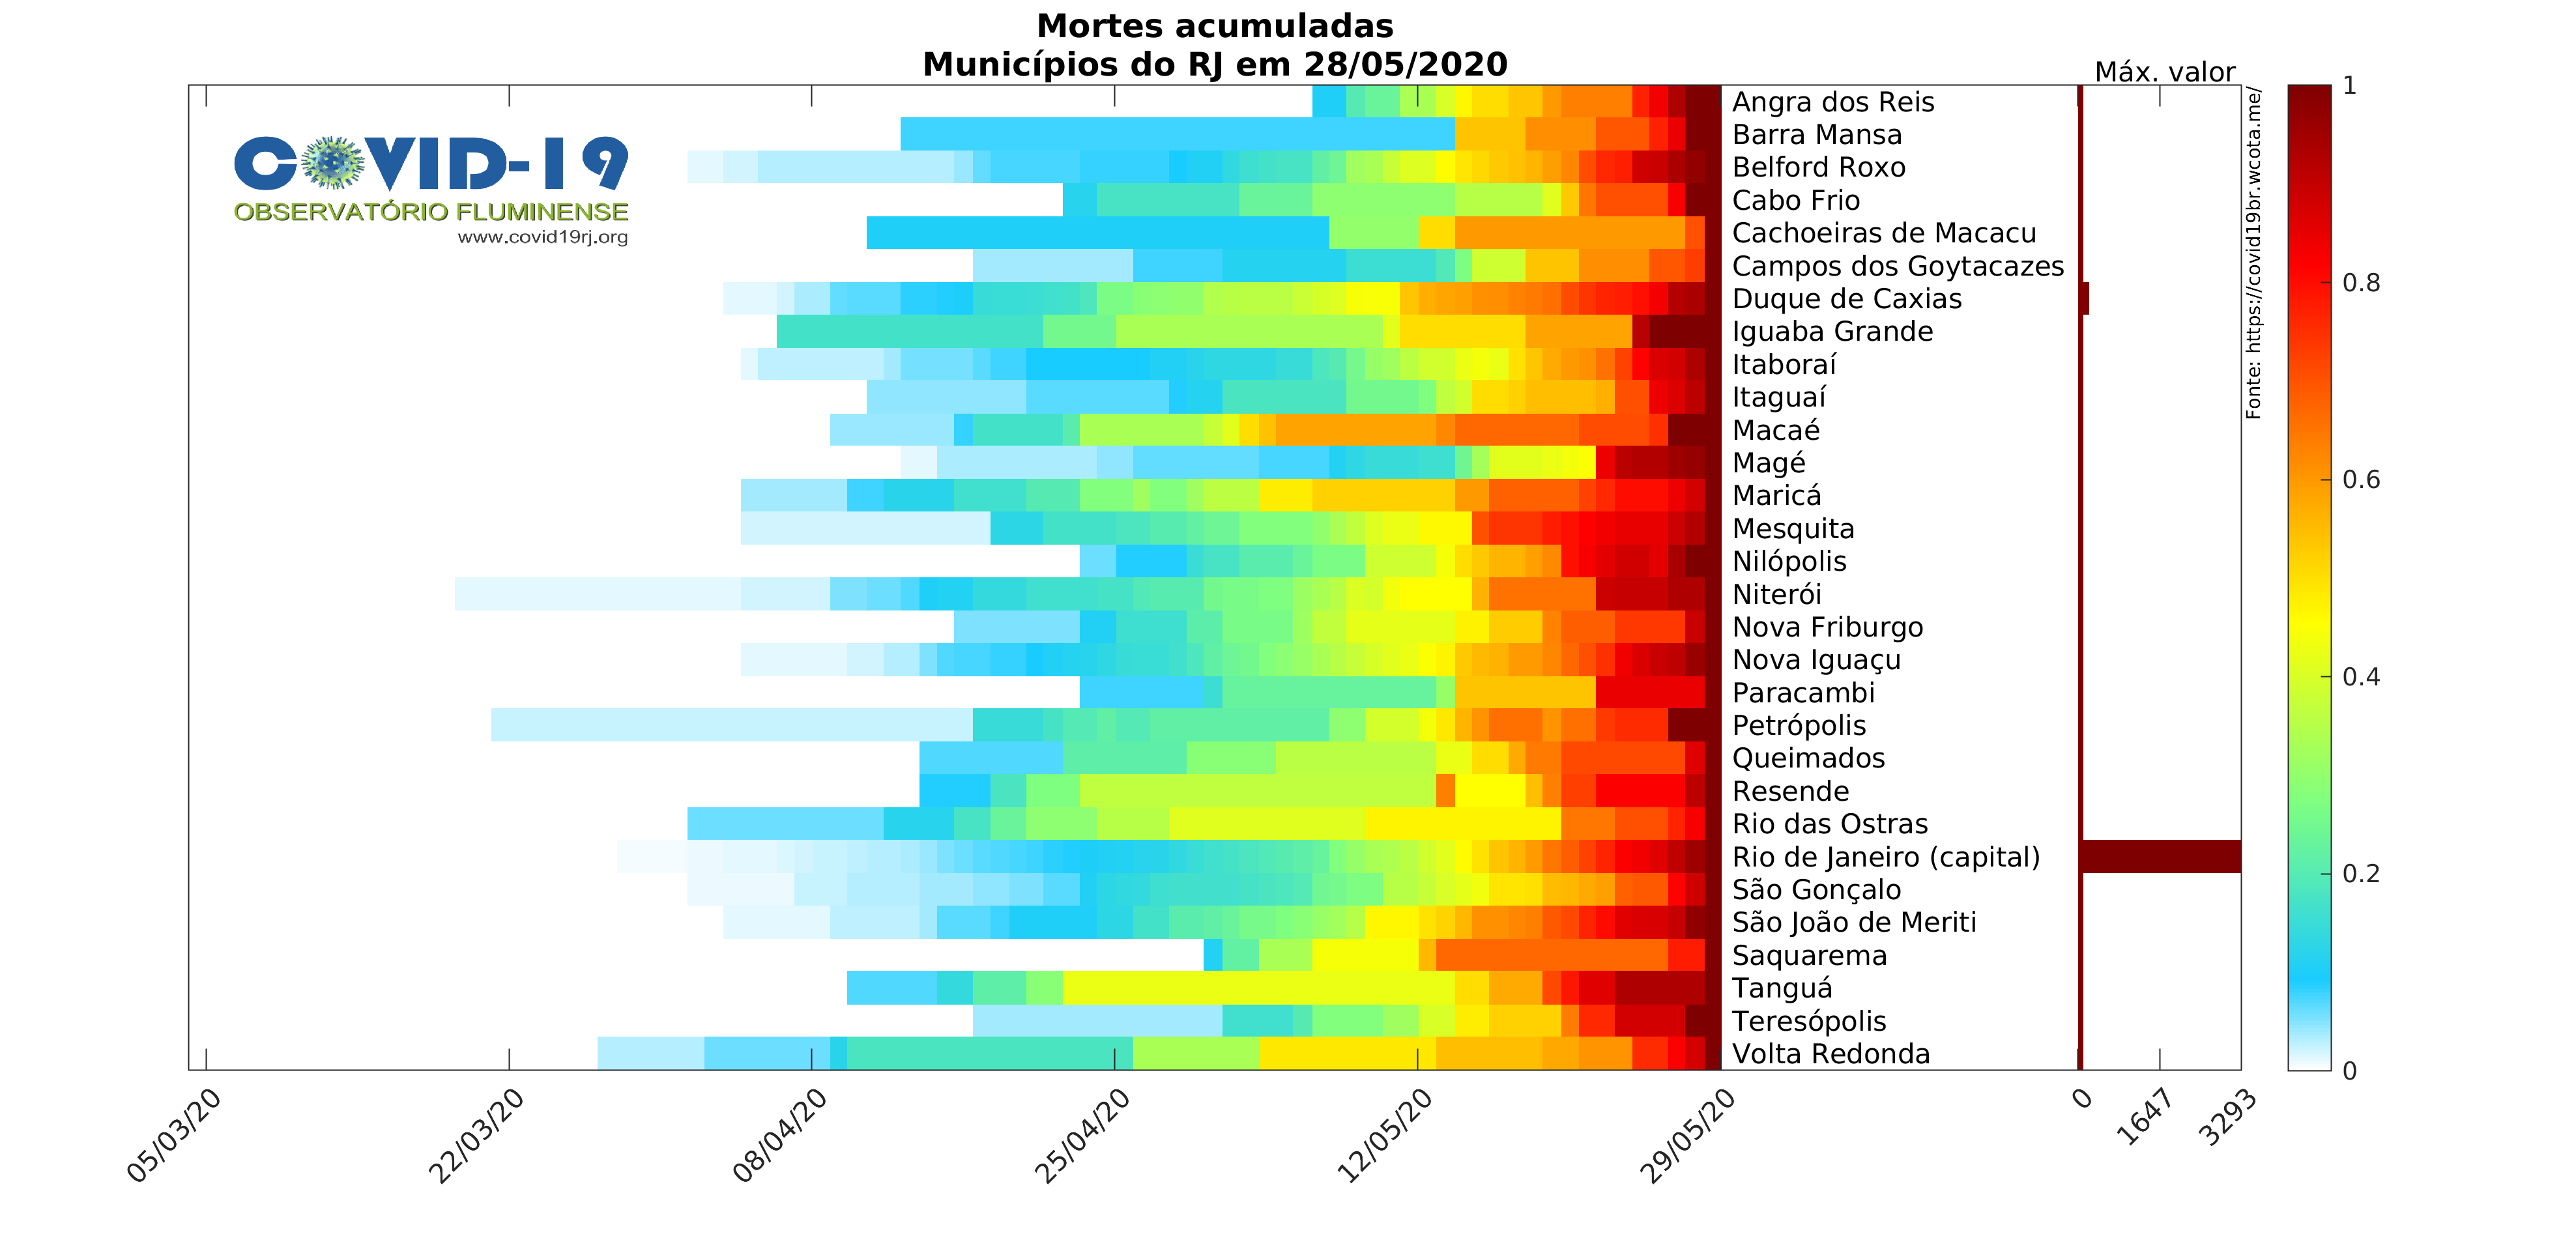 Mortes acumuladas
Municípios do RJ em 28/05/2020
Máx. valor
COVID-19
OBSERVATÓRIO FLUMINENSE
www.covid19rj.org
Angra dos Reis
Barra Mansa
Belford Roxo
Cabo Frio
Cachoeiras de Macacu
Campos dos Goytacazes
Duque de Caxias
Iguaba Grande
Itaboraí
Itaguaí
Macaé
Magé
Maricá
Mesquita
Nilópolis
Niterói
Nova Friburgo
Nova Iguaçu
Paracambi
Petrópolis
Queimados
Resende
Rio das Ostras
Rio de Janeiro (capital)
São Gonçalo
São João de Meriti
Saquarema
Tanguá
Teresópolis
Volta Redonda
Fonte: https://covid19br.wcota.me/
1
0.8
0.6
0.4
0.2
0
05/03/20
22/03/20
08/04/20
25/04/20
12/05/20
29/05/20
0
1647
3293